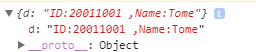 ▼ {d: "ID:20011001 ,Name:Tome"} i
d: "ID:20011001 ,Name:Tome"
▶ __proto__: Object